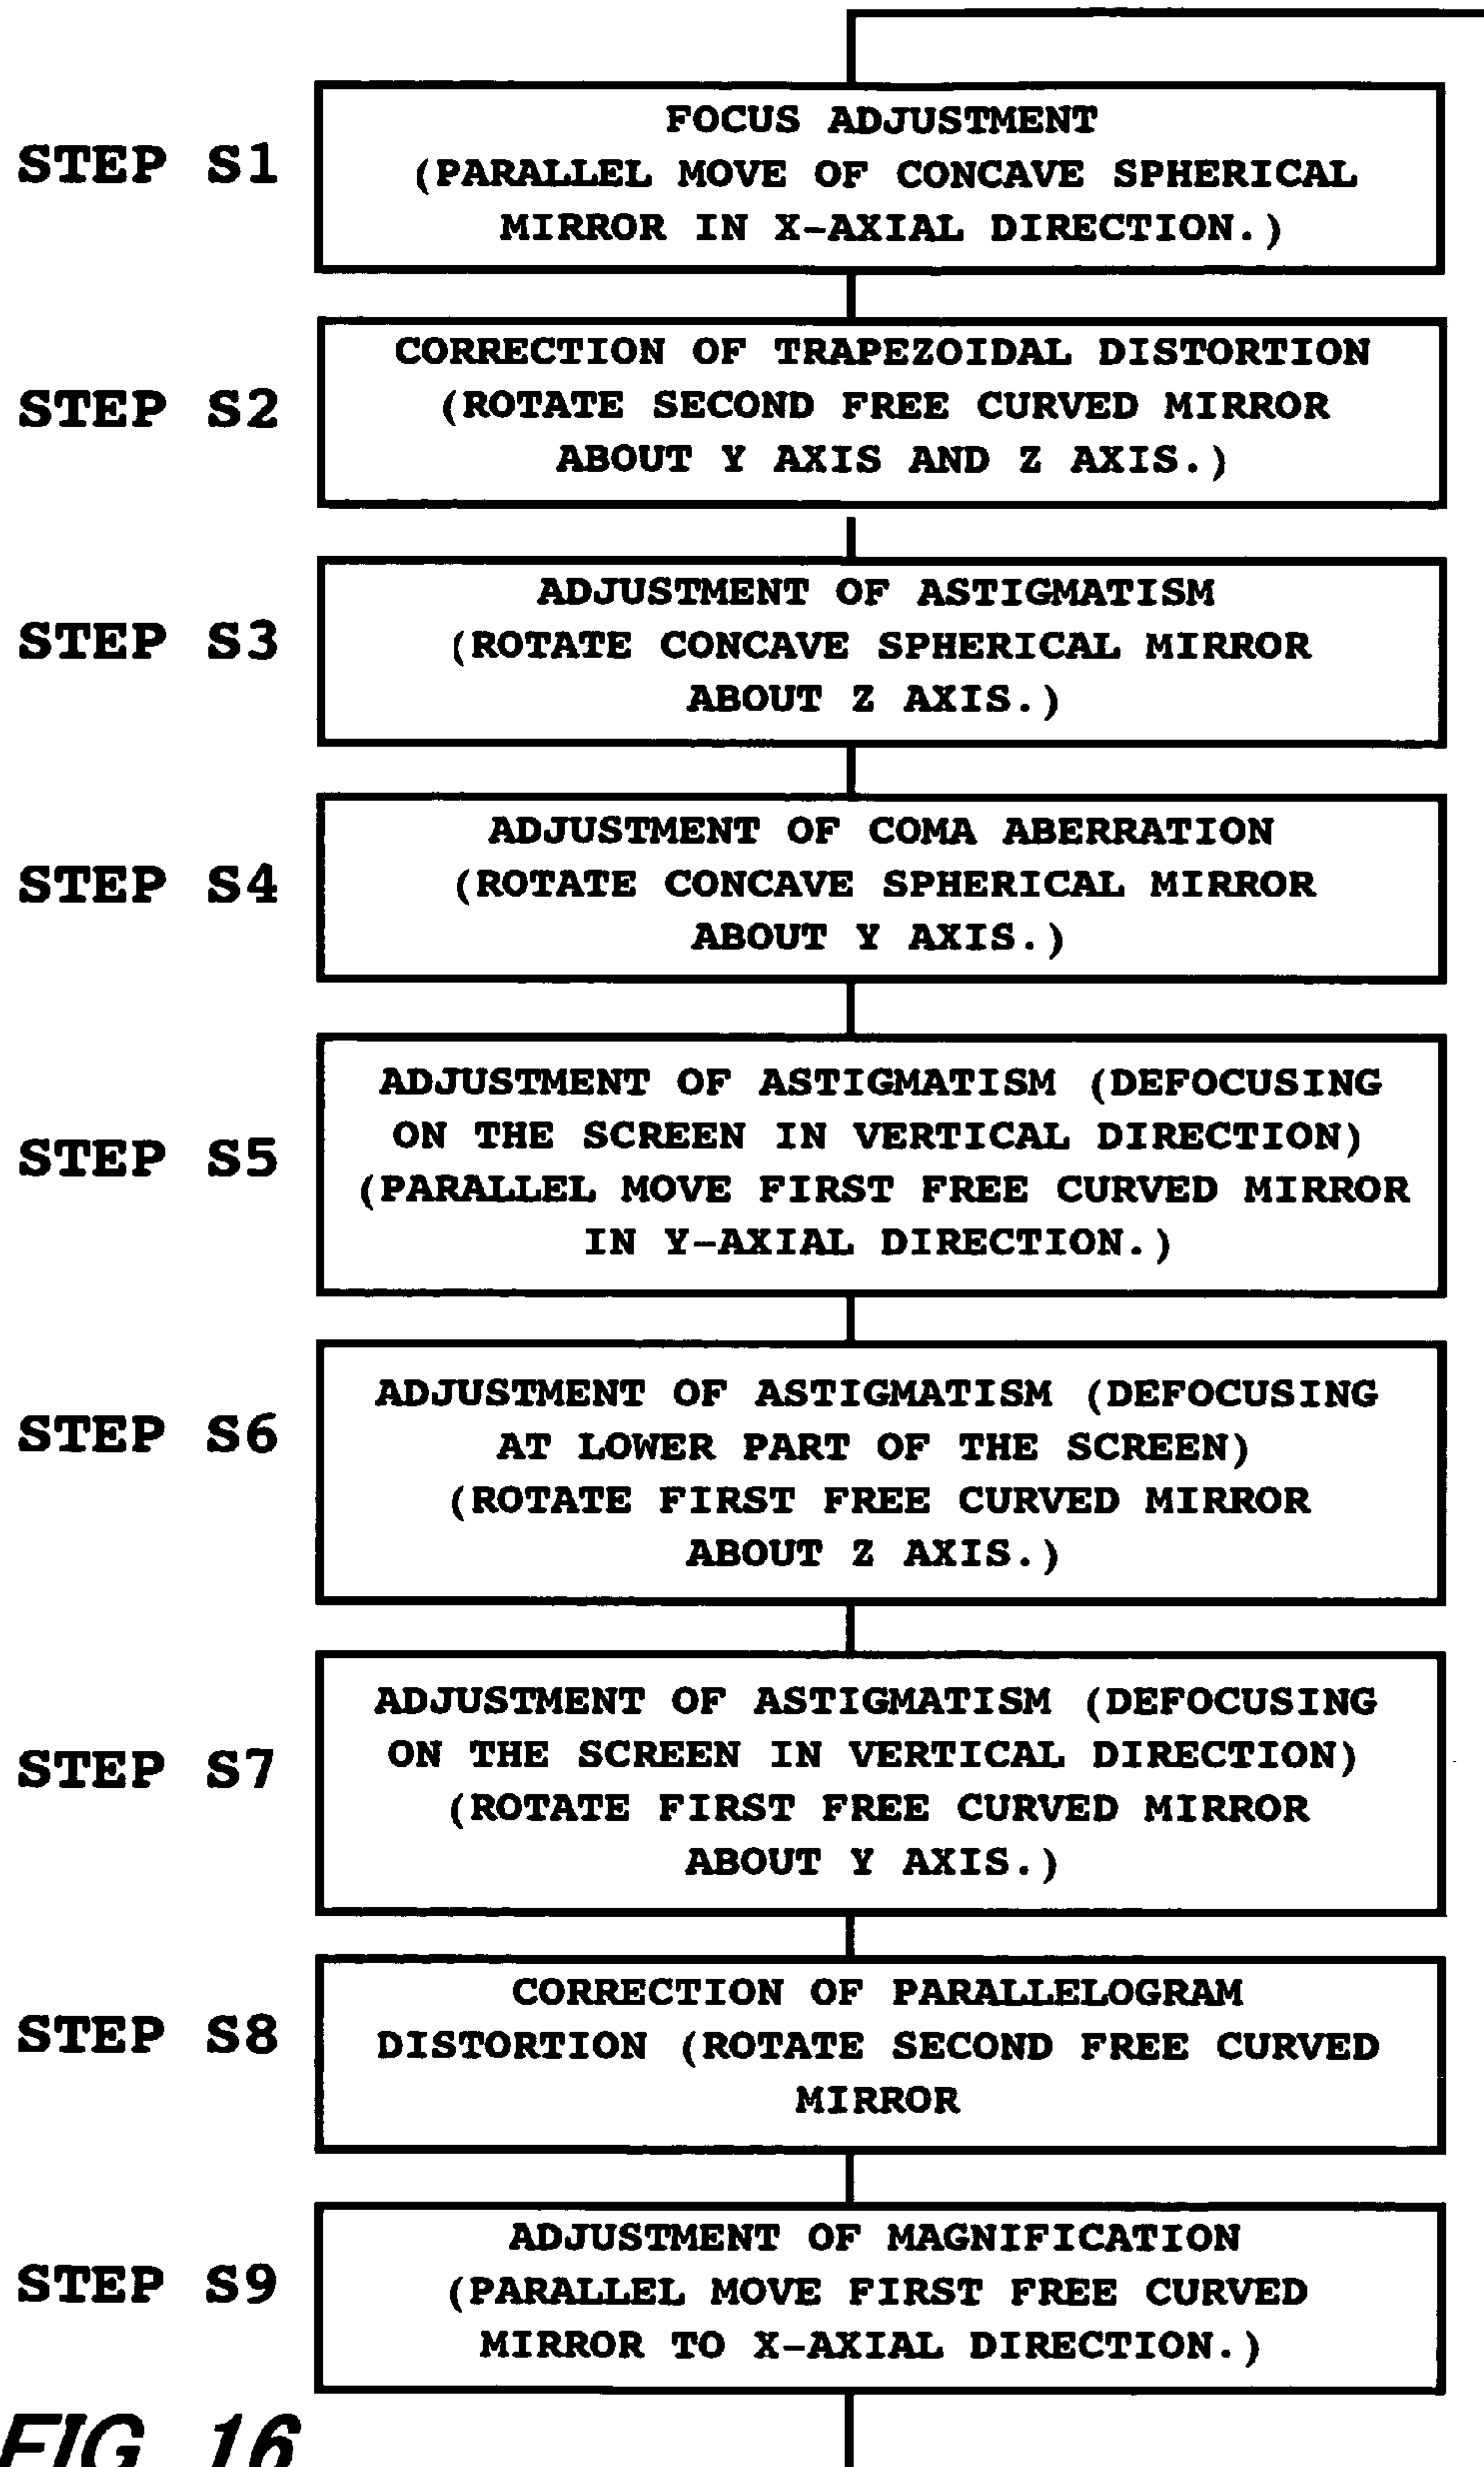 STEP S1
FOCUS ADJUSTMENT
(PARALLEL MOVE OF CONCAVE SPHERICAL
MIRROR IN X-AXIAL DIRECTION.)
STEP S2
CORRECTION OF TRAPEZOIDAL DISTORTION
(ROTATE SECOND FREE CURVED MIRROR
ABOUT Y AXIS AND Z AXIS.)
STEP S3
ADJUSTMENT OF ASTIGMATISM
(ROTATE CONCAVE SPHERICAL MIRROR
ABOUT Z AXIS.)
STEP S4
ADJUSTMENT OF COMA ABERRATION
(ROTATE CONCAVE SPHERICAL MIRROR
ABOUT Y AXIS.)
STEP S5
ADJUSTMENT OF ASTIGMATISM (DEFOCUSING
ON THE SCREEN IN VERTICAL DIRECTION)
(PARALLEL MOVE FIRST FREE CURVED MIRROR
IN Y-AXIAL DIRECTION.)
STEP S6
ADJUSTMENT OF ASTIGMATISM (DEFOCUSING
AT LOWER PART OF THE SCREEN)
(ROTATE FIRST FREE CURVED MIRROR
ABOUT Z AXIS.)
STEP S7
ADJUSTMENT OF ASTIGMATISM (DEFOCUSING
ON THE SCREEN IN VERTICAL DIRECTION)
(ROTATE FIRST FREE CURVED MIRROR
ABOUT Y AXIS.)
STEP S8
CORRECTION OF PARALLELOGRAM
DISTORTION (ROTATE SECOND FREE CURVED
MIRROR
STEP S9
ADJUSTMENT OF MAGNIFICATION
(PARALLEL MOVE FIRST FREE CURVED
MIRROR TO X-AXIAL DIRECTION.)
FIG 16